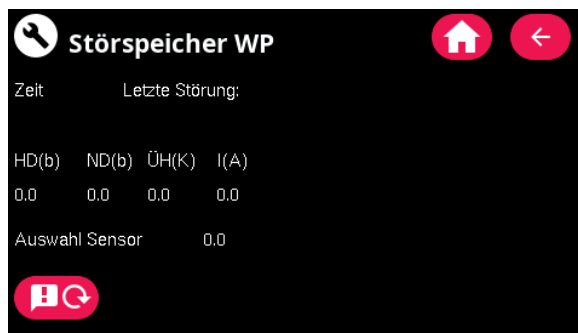 Störspeicher WP
Zeit Letzte Störung:
HD(b) ND(b) ÜH(K) I(A)
0.0 0.0 0.0 0.0
Auswahl Sensor 0.0